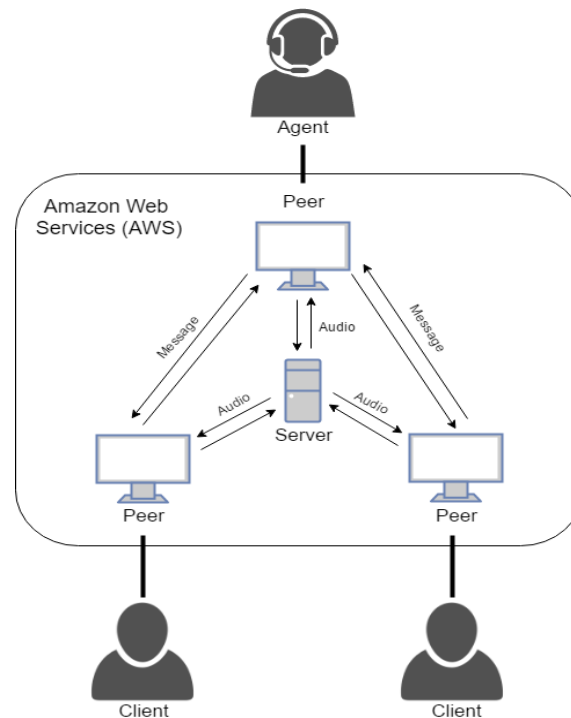 Agent
Amazon Web
Services (AWS)
Peer
Message
Audio
Message
Server
Audio
Audio
Peer
Peer
Client
Client